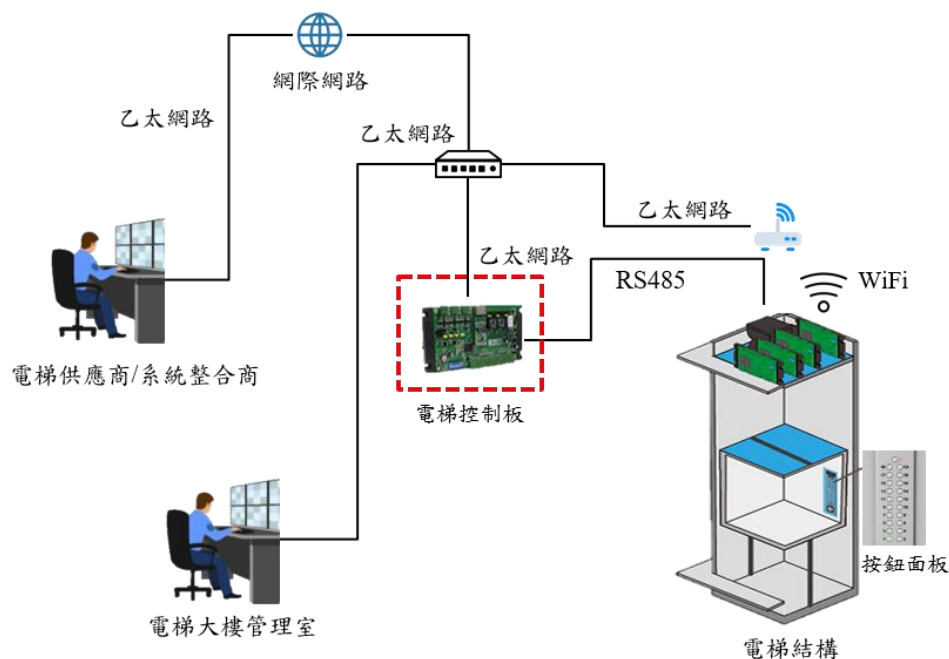 網際網路
乙太網路
乙太網路
乙太網路
乙太網路
RS485
WiFi
電梯供應商/系統整合商
電梯控制板
按鈕面板
電梯大樓管理室
電梯結構